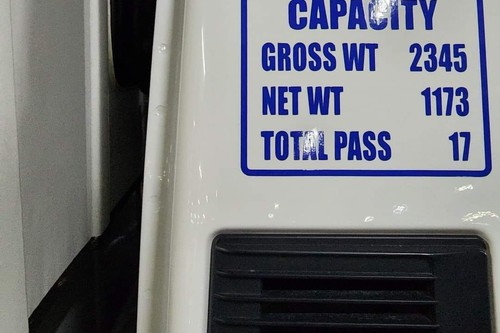 CAPACITY
GROSS WT 2345
NET WT 1173
TOTAL PASS 17